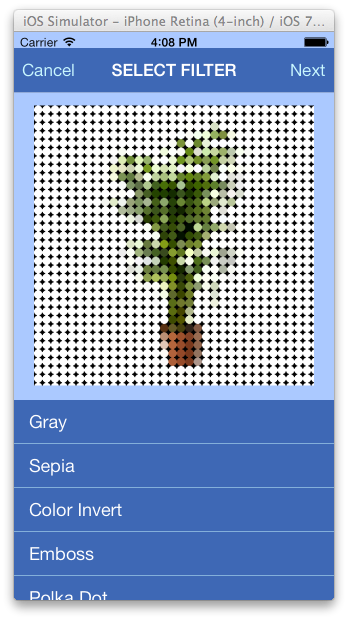 iOS Simulator - iPhone Retina (4-inch) / iOS 7...
Carrier 4:08 PM
Cancel SELECT FILTER Next
Gray
Sepia
Color Invert
Emboss
Polka Dot